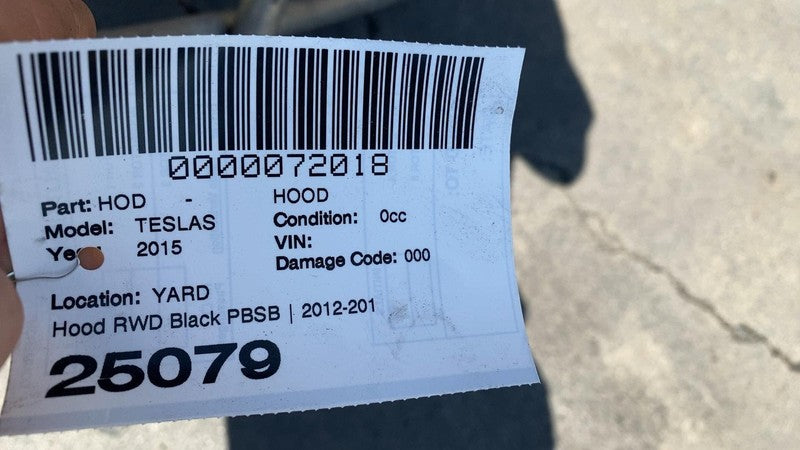 0000072018
Part: HOD - HOOD
Model: TESLAS Condition: 0cc
2015 VIN:
Damage Code: 000
Location: YARD
Hood RWD Black PBSB | 2012-201
25079